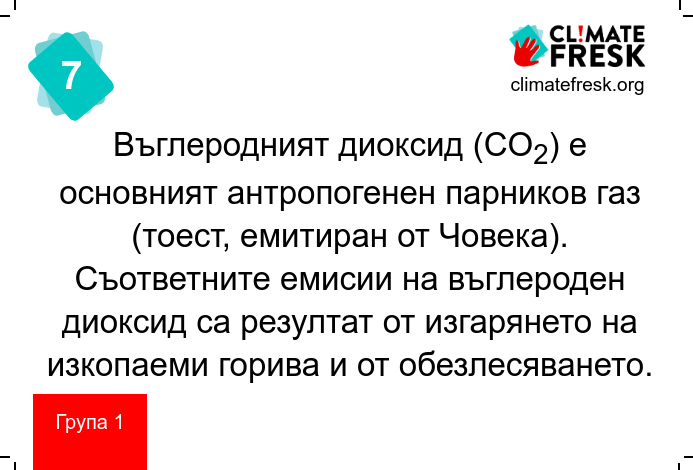 7
CL!MATE
FRESK
climatefresk.org
Въглеродният диоксид (CO2) е
основният антропогенен парников газ
(тоест, емитиран от Човека).
Съответните емисии на въглероден
диоксид са резултат от изгарянето на
изкопаеми горива и от обезлесяването.
Група 1